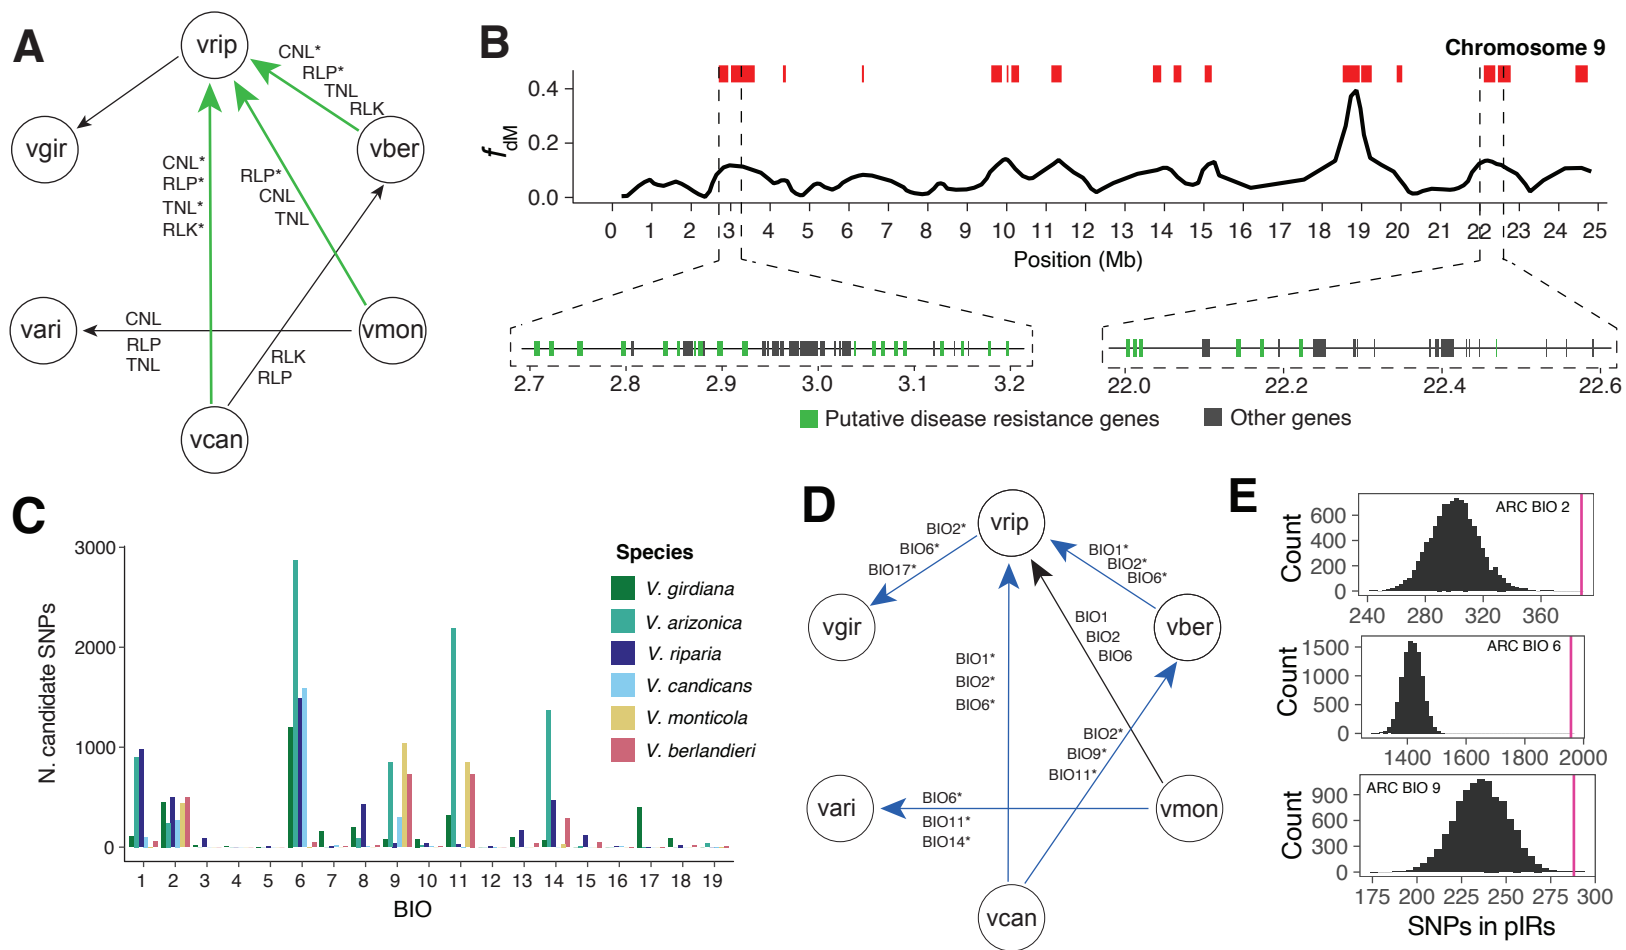 A
vrip
CNL*
RLP*
TNL
RLK
vgir
vber
CNL*
RLP*
TNL*
RLK*
RLP*
CNL
TNL
vari
CNL
RLP
TNL
vmon
RLK
RLP
vcan
B
Chromosome 9
fdM
0.4
0.2
0.0
0 1 2 3 4 5 6 7 8 9 10 11 12 13 14 15 16 17 18 19 20 21 22 23 24 25
Position (Mb)
2.7 2.8 2.9 3.0 3.1 3.2
22.0 22.2 22.4 22.6
Putative disease resistance genes
Other genes
C
N. candidate SNPs
3000
2000
1000
0
1 2 3 4 5 6 7 8 9 10 11 12 13 14 15 16 17 18 19
BIO
Species
V. girdiana
V. arizonica
V. riparia
V. candicans
V. monticola
V. berlandieri
D
vrip
BIO2*
BIO6*
BIO17*
BIO1*
BIO2*
BIO6*
vgir
vber
BIO1
BIO2
BIO6
BIO1*
BIO2*
BIO6*
BIO2*
BIO9*
BIO11*
vari
BIO6*
BIO11*
BIO14*
vmon
vcan
E
ARC BIO 2
Count
600
400
200
0
240 280 320 360
ARC BIO 6
Count
1500
1000
500
0
1400 1600 1800 2000
ARC BIO 9
Count
900
600
300
0
175 200 225 250 275 300
SNPs in pIRs